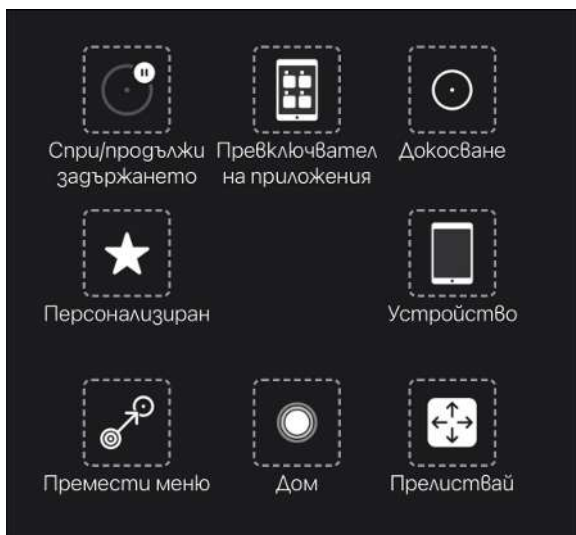 Спри/продължи Превключвател Докосване
задържането на приложения
Персонализиран Устройство
Премести меню Дом Прелиствай